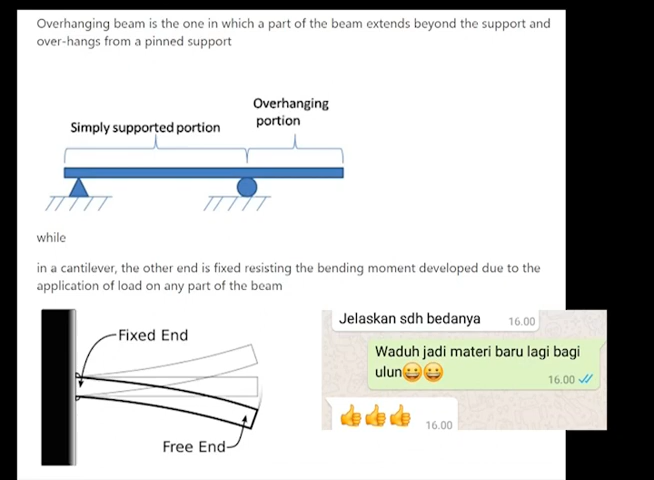 Overhanging beam is the one in which a part of the beam extends beyond the support and
over-hangs from a pinned support
Overhanging
portion
Simply supported portion
while
in a cantilever, the other end is fixed resisting the bending moment developed due to the
application of load on any part of the beam
Fixed End
Free End
Jelaskan sdh bedanya 16.00
Waduh jadi materi baru lagi bagi
ulun😀😀
16.00
👍👍👍 16.00